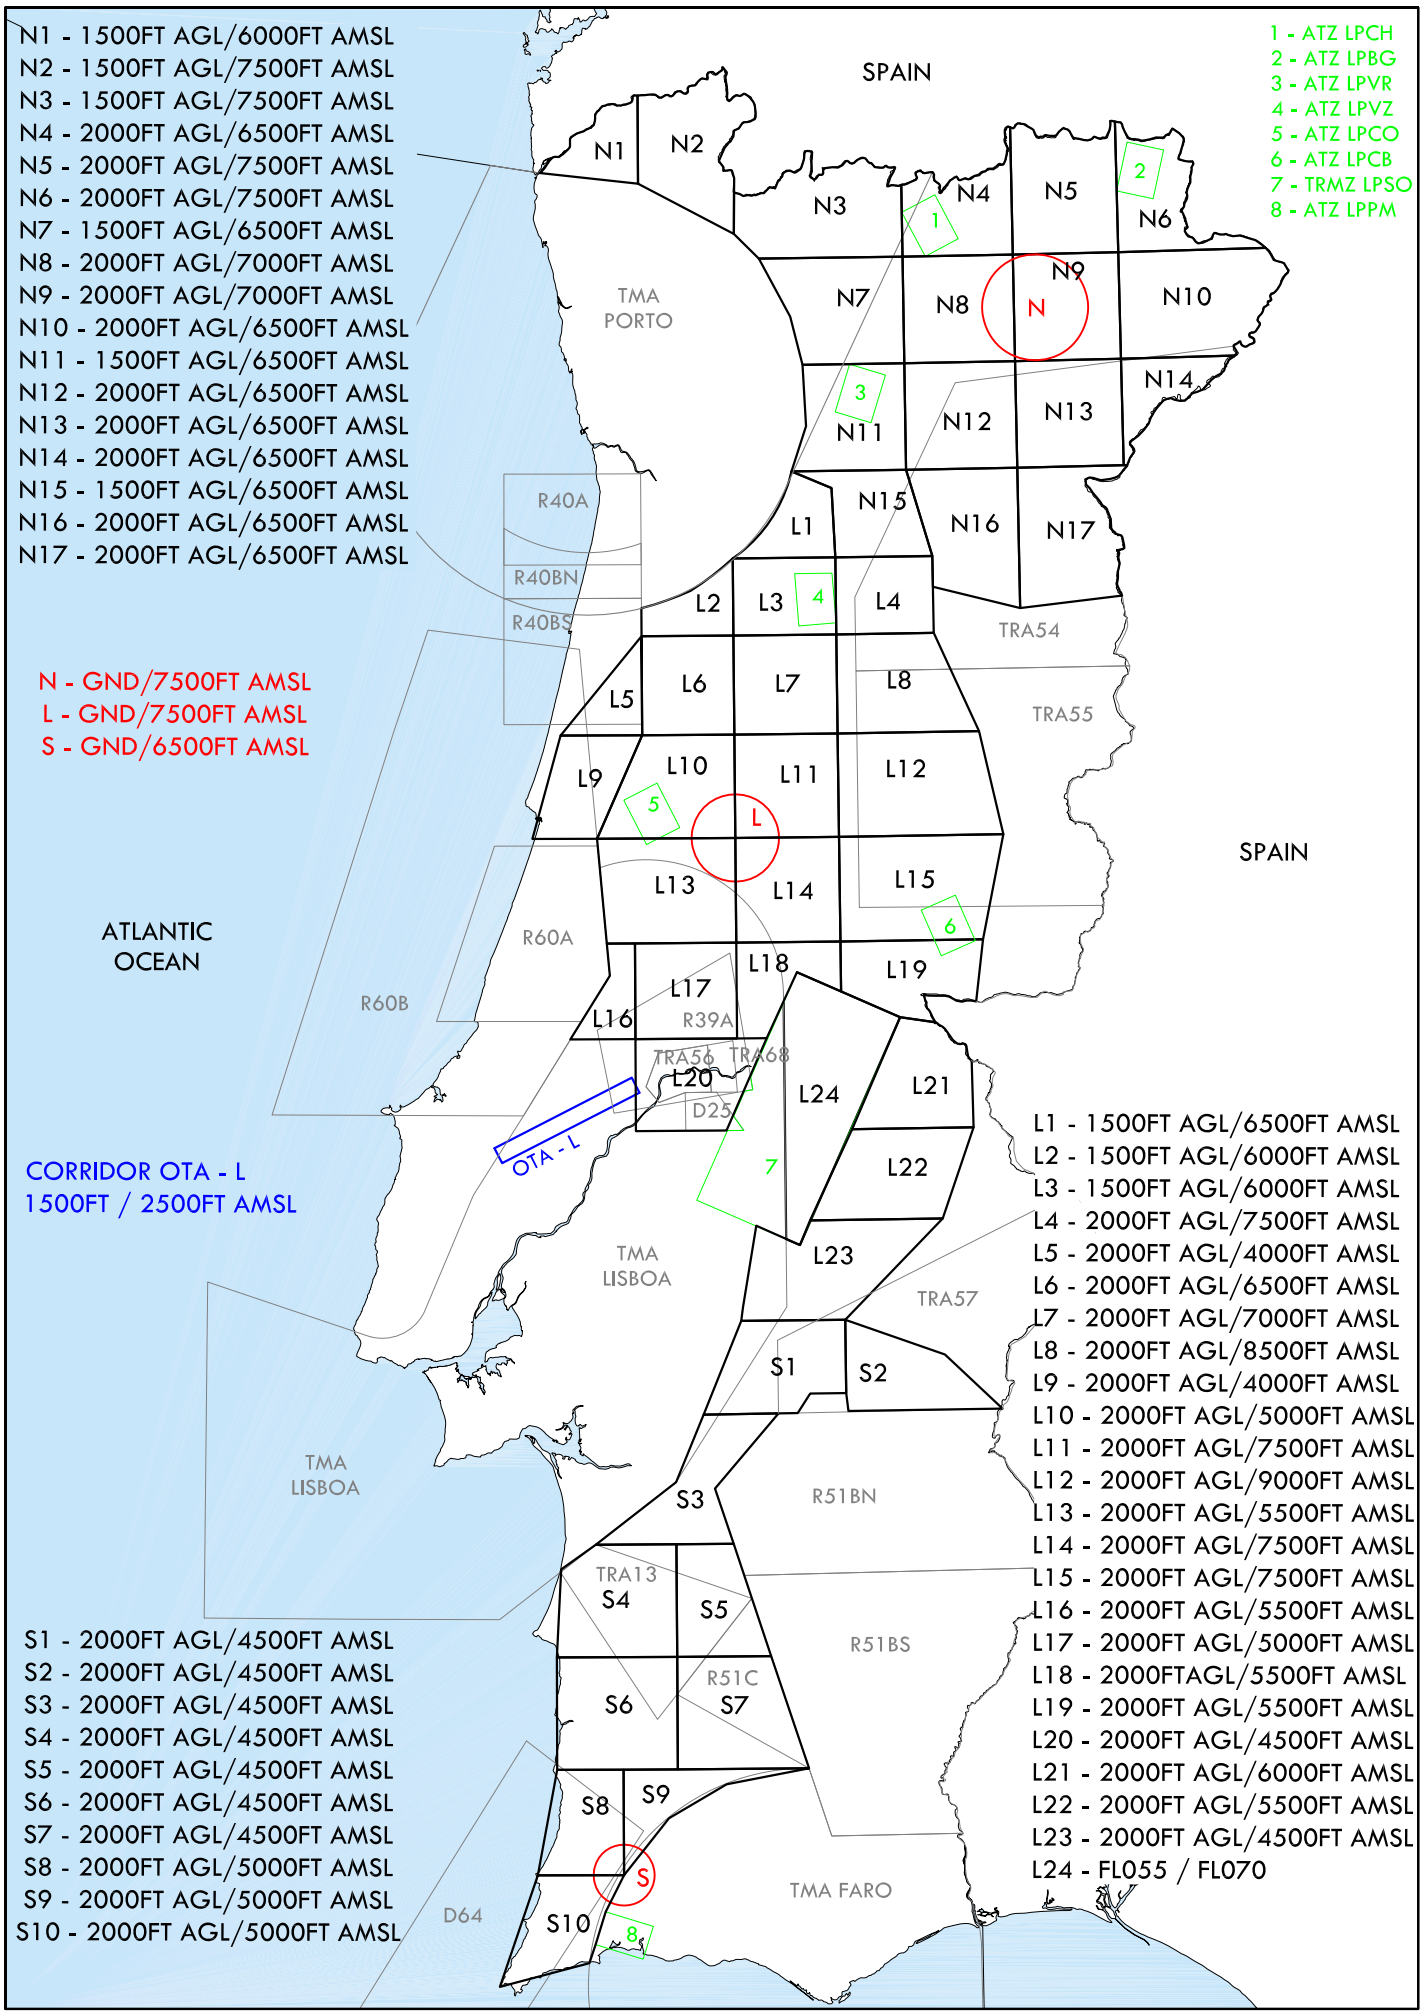 N1 - 1500FT AGL/6000FT AMSL
N2 - 1500FT AGL/7500FT AMSL
N3 - 1500FT AGL/7500FT AMSL
N4 - 2000FT AGL/6500FT AMSL
N5 - 2000FT AGL/7500FT AMSL
N6 - 2000FT AGL/7500FT AMSL
N7 - 1500FT AGL/6500FT AMSL
N8 - 2000FT AGL/7000FT AMSL
N9 - 2000FT AGL/7000FT AMSL
N10 - 2000FT AGL/6500FT AMSL
N11 - 1500FT AGL/6500FT AMSL
N12 - 2000FT AGL/6500FT AMSL
N13 - 2000FT AGL/6500FT AMSL
N14 - 2000FT AGL/6500FT AMSL
N15 - 1500FT AGL/6500FT AMSL
N16 - 2000FT AGL/6500FT AMSL
N17 - 2000FT AGL/6500FT AMSL
1 - ATZ LPCH
2 - ATZ LPBG
3 - ATZ LPVR
4 - ATZ LPVZ
5 - ATZ LPCO
6 - ATZ LPCB
7 - TRMZ LPSO
8 - ATZ LPPM
N - GND/7500FT AMSL
L - GND/7500FT AMSL
S - GND/6500FT AMSL
ATLANTIC
OCEAN
CORRIDOR OTA - L
1500FT / 2500FT AMSL
SPAIN
N1
N2
N3
N4
N5
N6
1
2
TMA
PORTO
N7
N8
N9
N
N10
3
N11
N12
N13
N14
R40A
R40BN
R40BS
L1
N15
N16
N17
L2
L3
4
L4
TRA54
L5
L6
L7
L8
TRA55
L9
L10
5
L11
L
L12
SPAIN
L13
L14
L15
6
R60A
R60B
L16
L17
R39A
L18
L19
TRA56
TRA68
L20
D25
L24
L21
OTA - L
7
L22
TMA
LISBOA
L23
TRA57
S1
S2
TMA
LISBOA
S3
R51BN
TRA13
S4
S5
R51BS
S6
R51C
S7
S8
S9
S
S10
8
D64
TMA FARO
L1 - 1500FT AGL/6500FT AMSL
L2 - 1500FT AGL/6000FT AMSL
L3 - 1500FT AGL/6000FT AMSL
L4 - 2000FT AGL/7500FT AMSL
L5 - 2000FT AGL/4000FT AMSL
L6 - 2000FT AGL/6500FT AMSL
L7 - 2000FT AGL/7000FT AMSL
L8 - 2000FT AGL/8500FT AMSL
L9 - 2000FT AGL/4000FT AMSL
L10 - 2000FT AGL/5000FT AMSL
L11 - 2000FT AGL/7500FT AMSL
L12 - 2000FT AGL/9000FT AMSL
L13 - 2000FT AGL/5500FT AMSL
L14 - 2000FT AGL/7500FT AMSL
L15 - 2000FT AGL/7500FT AMSL
L16 - 2000FT AGL/5500FT AMSL
L17 - 2000FT AGL/5000FT AMSL
L18 - 2000FTAGL/5500FT AMSL
L19 - 2000FT AGL/5500FT AMSL
L20 - 2000FT AGL/4500FT AMSL
L21 - 2000FT AGL/6000FT AMSL
L22 - 2000FT AGL/5500FT AMSL
L23 - 2000FT AGL/4500FT AMSL
L24 - FL055 / FL070
S1 - 2000FT AGL/4500FT AMSL
S2 - 2000FT AGL/4500FT AMSL
S3 - 2000FT AGL/4500FT AMSL
S4 - 2000FT AGL/4500FT AMSL
S5 - 2000FT AGL/4500FT AMSL
S6 - 2000FT AGL/4500FT AMSL
S7 - 2000FT AGL/4500FT AMSL
S8 - 2000FT AGL/5000FT AMSL
S9 - 2000FT AGL/5000FT AMSL
S10 - 2000FT AGL/5000FT AMSL